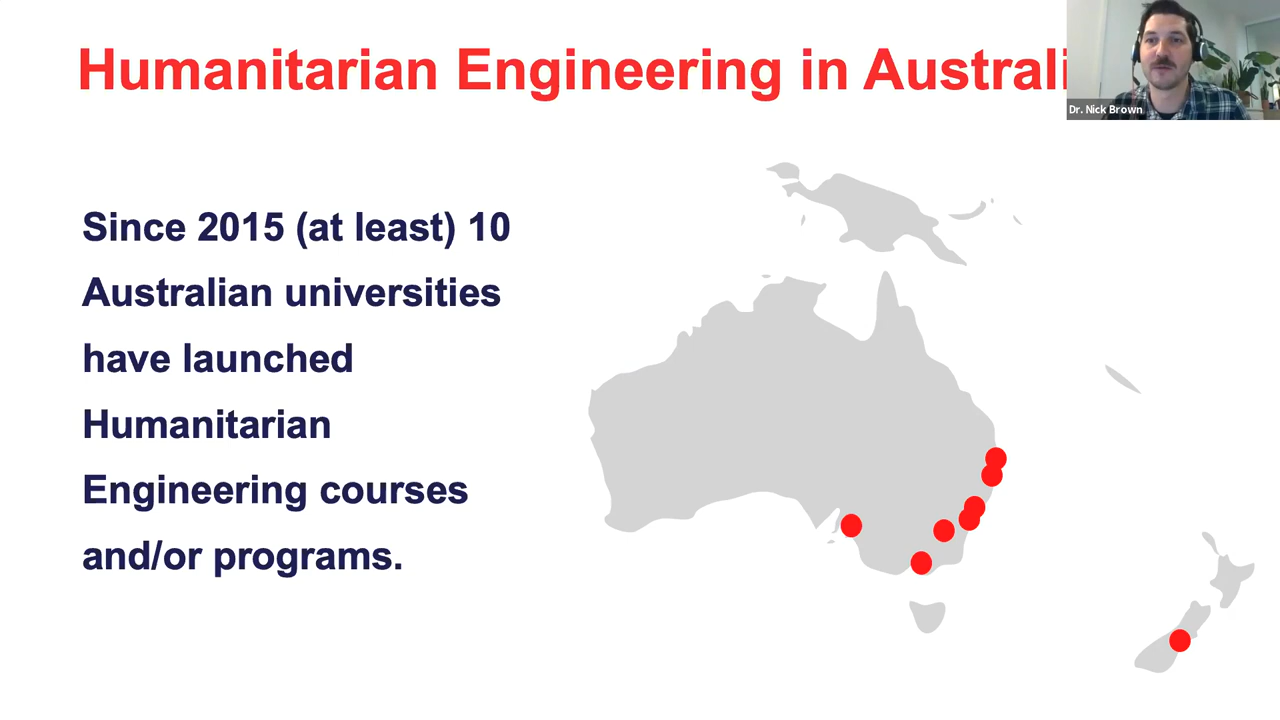 Humanitarian Engineering in Australi
Dr. Nick Brown
Since 2015 (at least) 10
Australian universities
have launched
Humanitarian
Engineering courses
and/or programs.